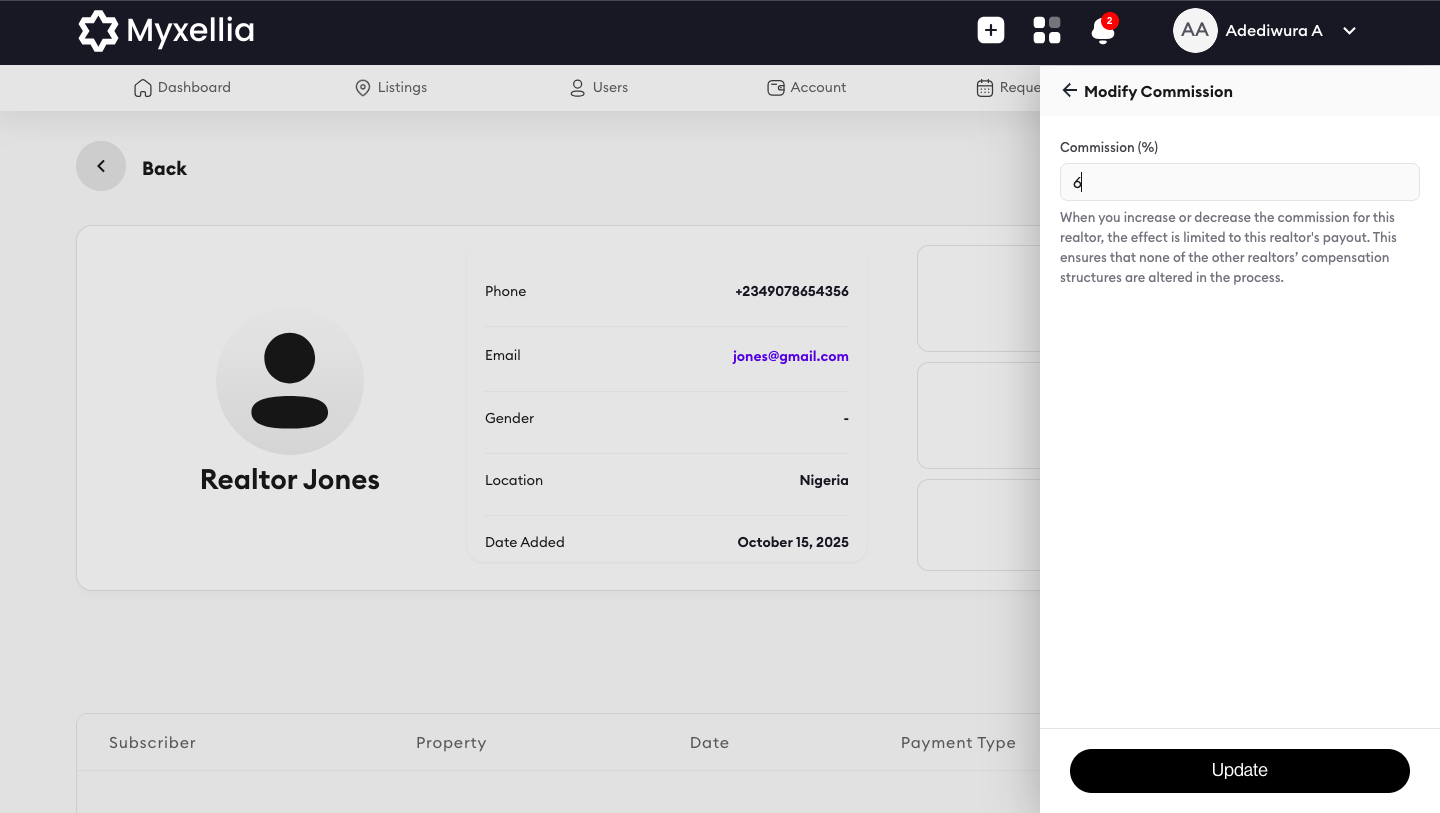 Myxellia
2
AA
Adediwura A
Dashboard
Listings
Users
Account
Reque
Modify Commission
Commission (%)
6
When you increase or decrease the commission for this
realtor, the effect is limited to this realtor's payout. This
ensures that none of the other realtors’ compensation
structures are altered in the process.
Back
Phone
+2349078654356
Email
jones@gmail.com
Gender
-
Location
Nigeria
Date Added
October 15, 2025
Realtor Jones
Subscriber
Property
Date
Payment Type
Update